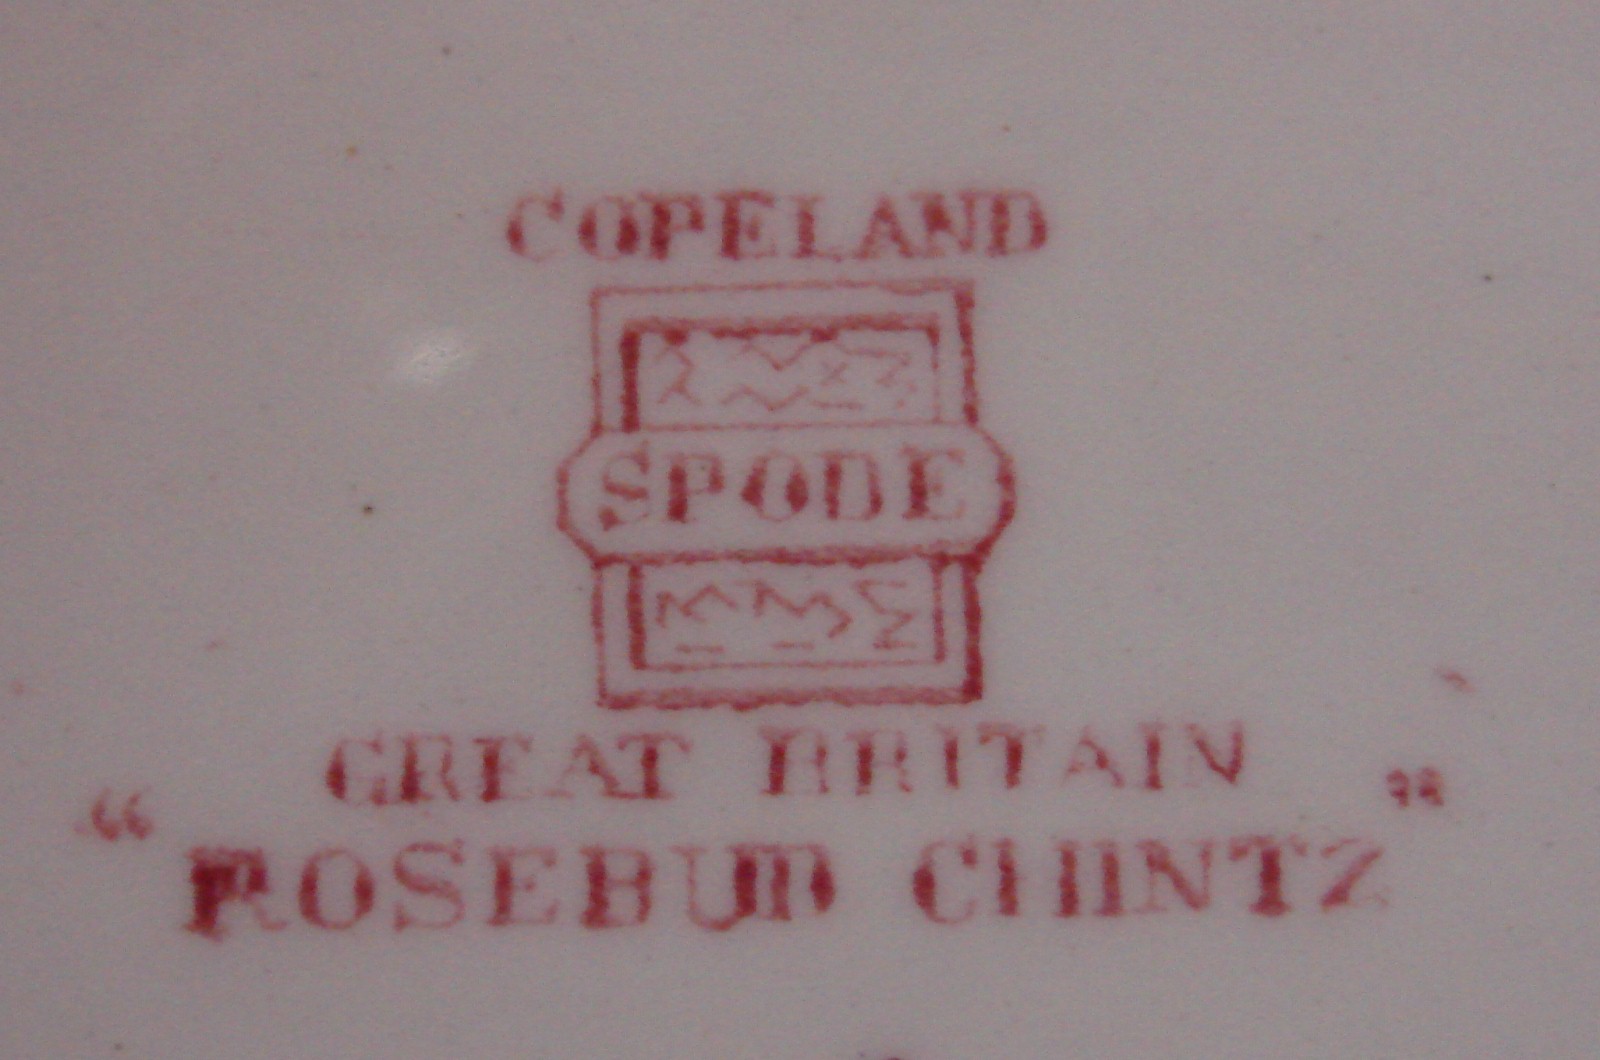 COPELAND
SPODE
GREAT BRITAIN
“ROSEBUD CHINTZ”